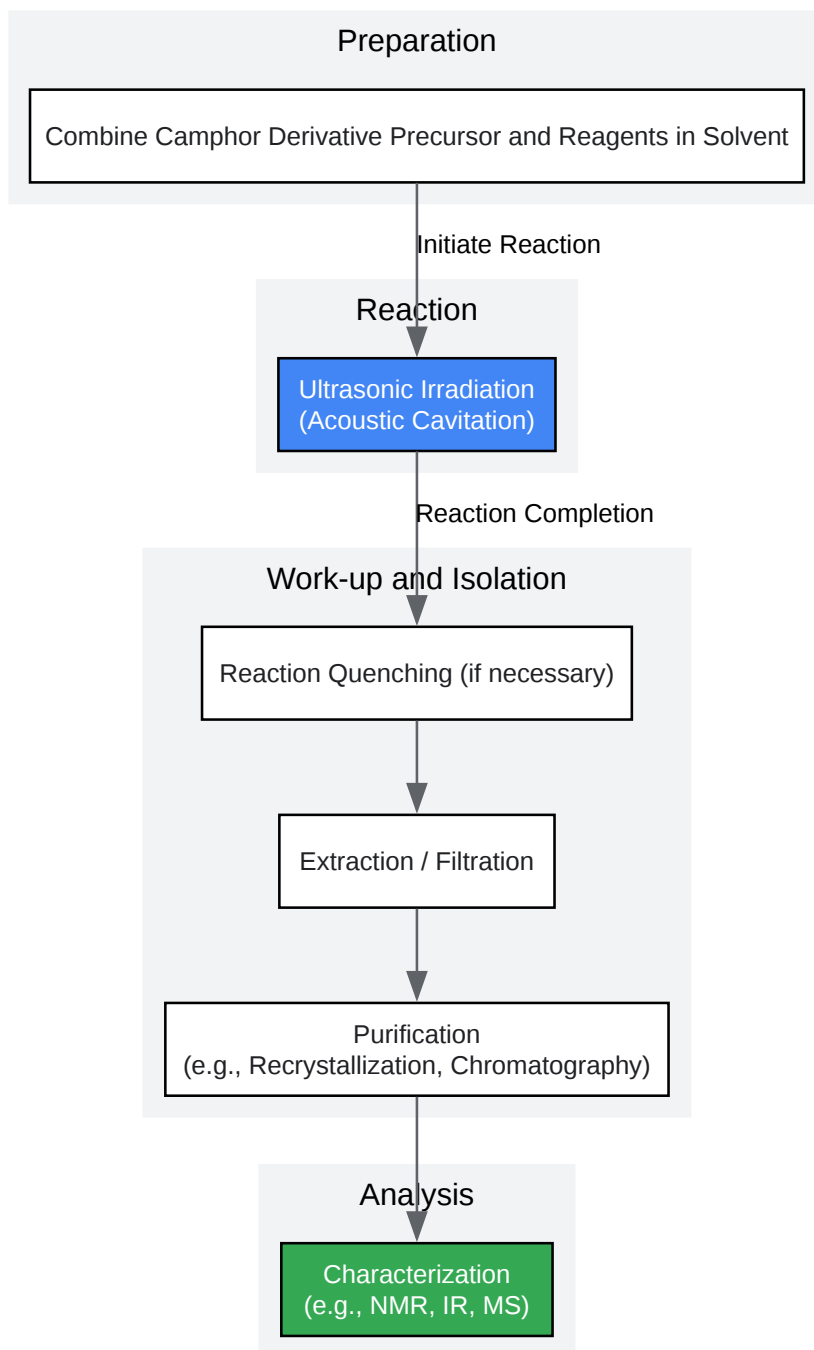 Preparation
Combine Camphor Derivative Precursor and Reagents in Solvent
Initiate Reaction
Reaction
Ultrasonic Irradiation
(Acoustic Cavitation)
Reaction Completion
Work-up and Isolation
Reaction Quenching (if necessary)
Extraction / Filtration
Purification
(e.g., Recrystallization, Chromatography)
Analysis
Characterization
(e.g., NMR, IR, MS)